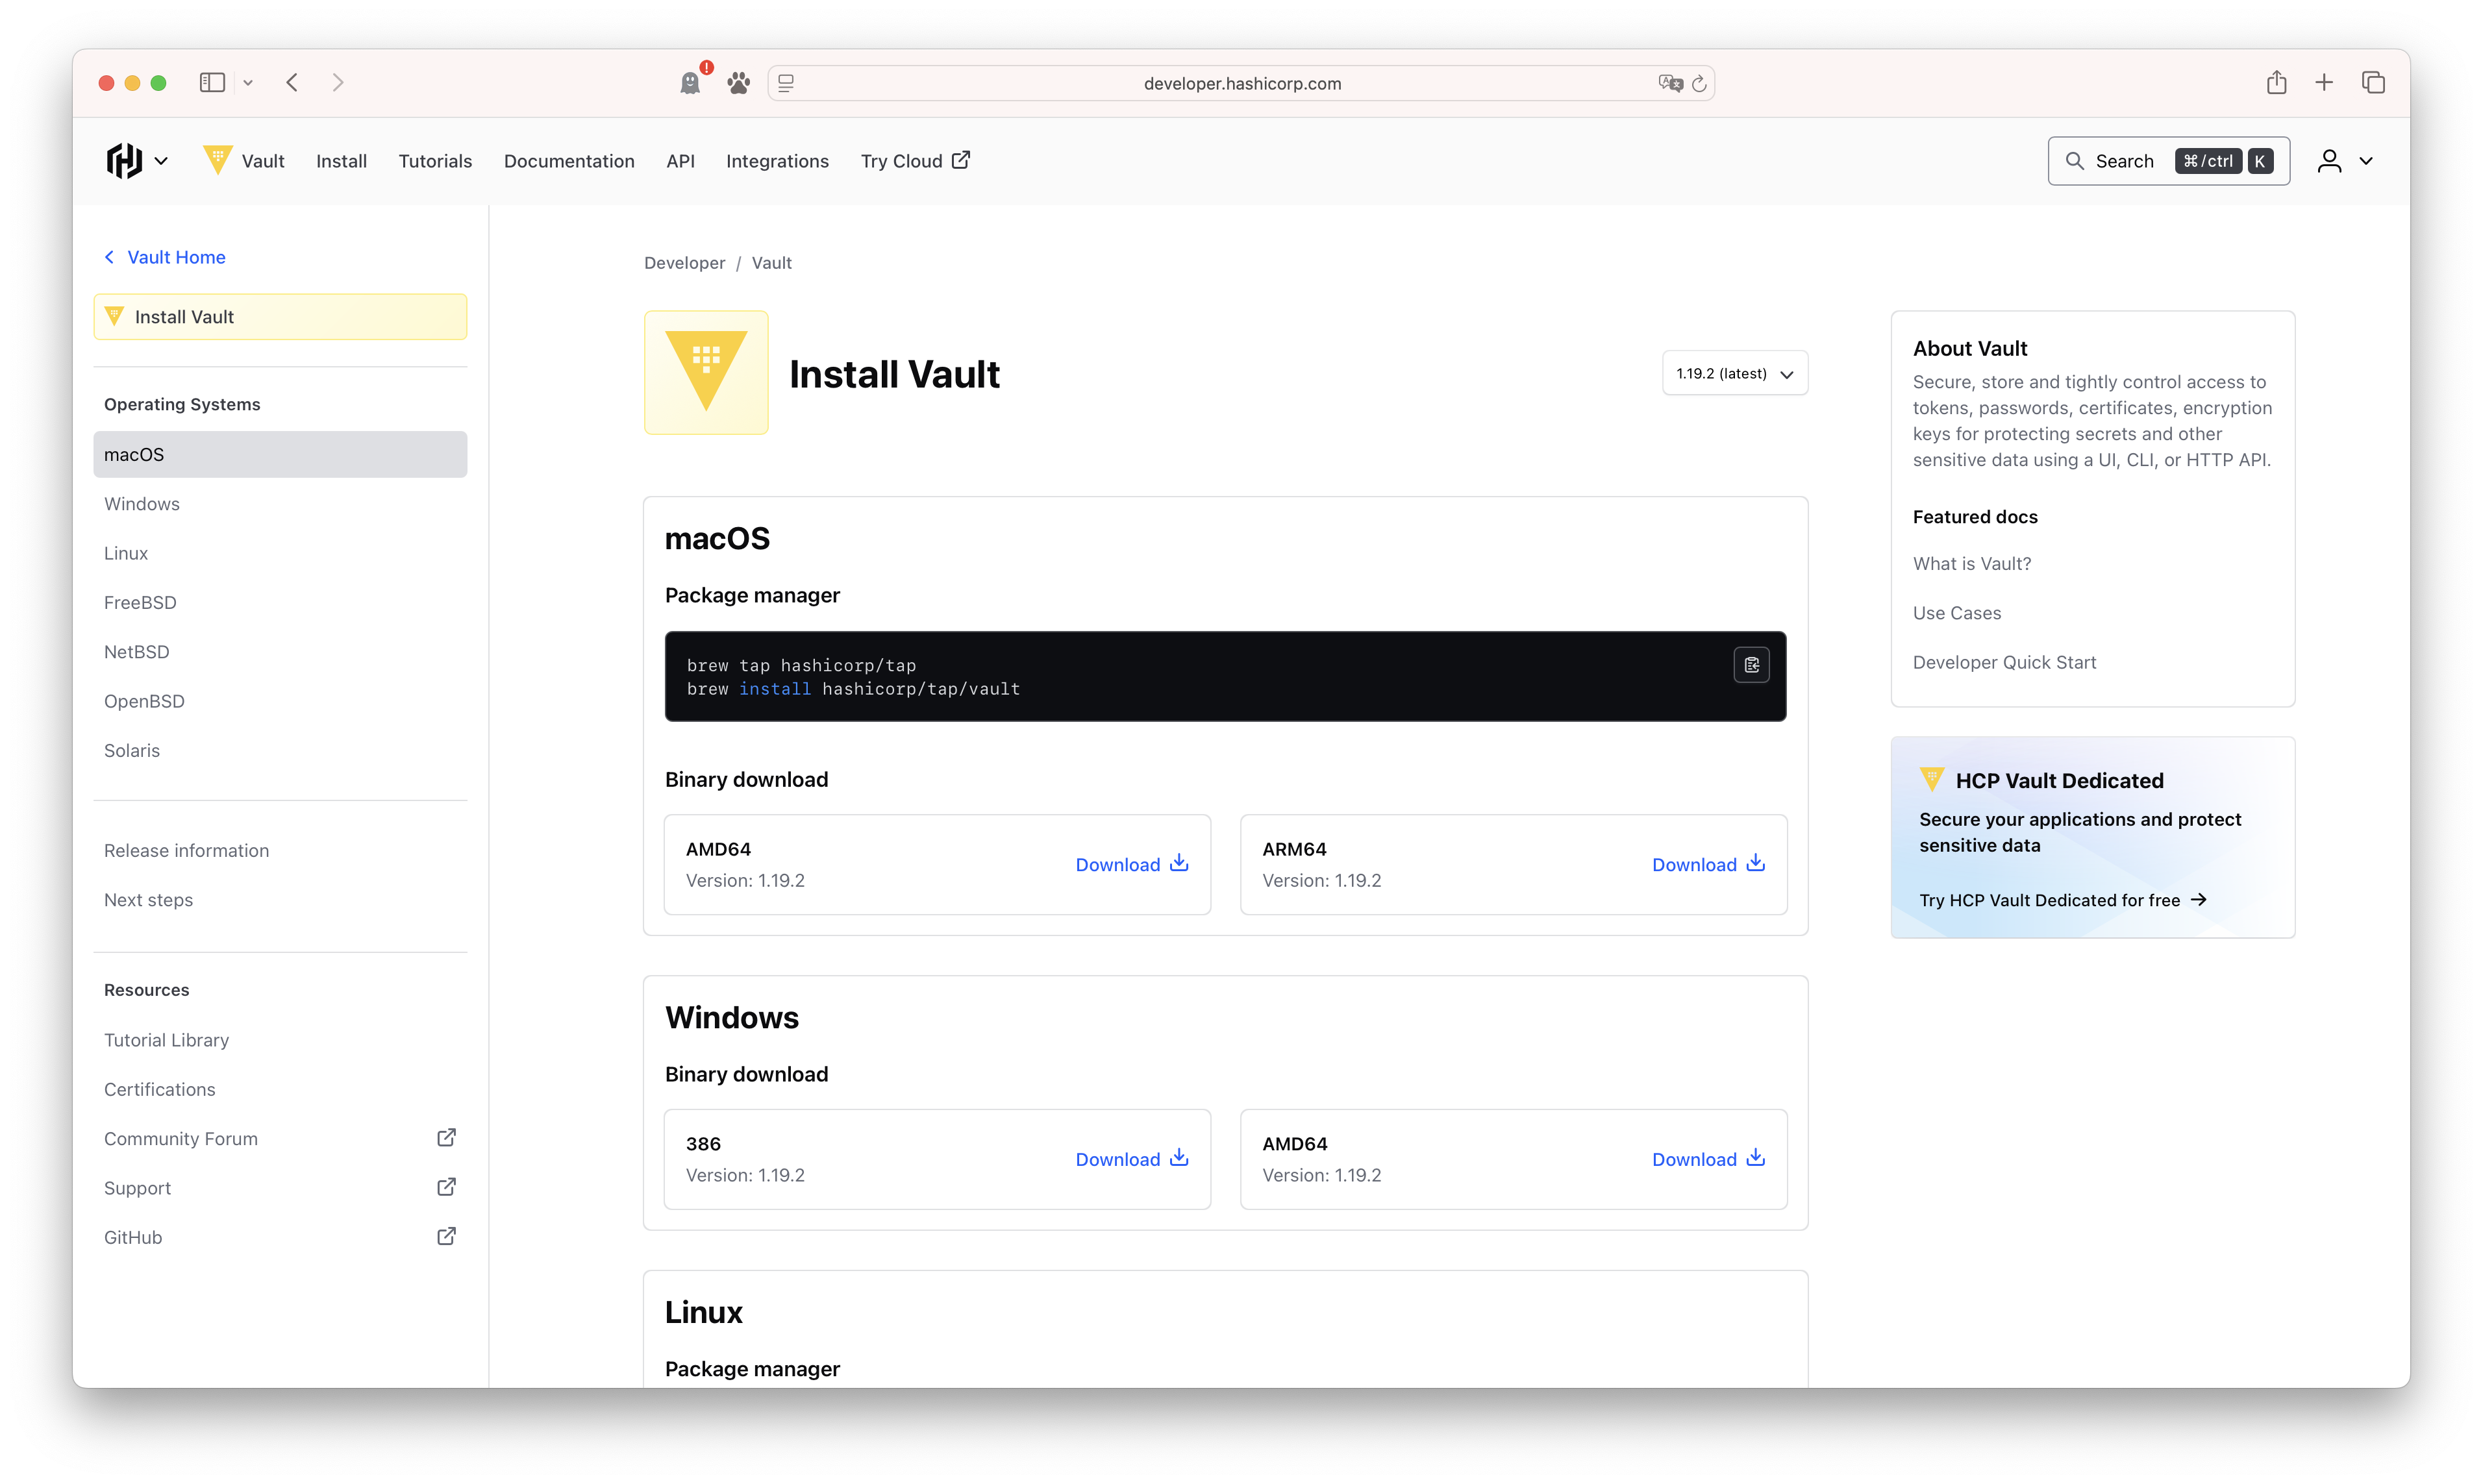 developer.hashicorp.com
Vault
Install
Tutorials
Documentation
API
Integrations
Try Cloud
Search
⌘/ctrl
K
Vault Home
Install Vault
Operating Systems
macOS
Windows
Linux
FreeBSD
NetBSD
OpenBSD
Solaris
Release information
Next steps
Resources
Tutorial Library
Certifications
Community Forum
Support
GitHub
Developer / Vault
Install Vault
1.19.2 (latest)
macOS
Package manager
brew tap hashicorp/tap
brew install hashicorp/tap/vault
Binary download
AMD64
Version: 1.19.2
Download
ARM64
Version: 1.19.2
Download
Windows
Binary download
386
Version: 1.19.2
Download
AMD64
Version: 1.19.2
Download
Linux
Package manager
About Vault
Secure, store and tightly control access to
tokens, passwords, certificates, encryption
keys for protecting secrets and other
sensitive data using a UI, CLI, or HTTP API.
Featured docs
What is Vault?
Use Cases
Developer Quick Start
HCP Vault Dedicated
Secure your applications and protect
sensitive data
Try HCP Vault Dedicated for free